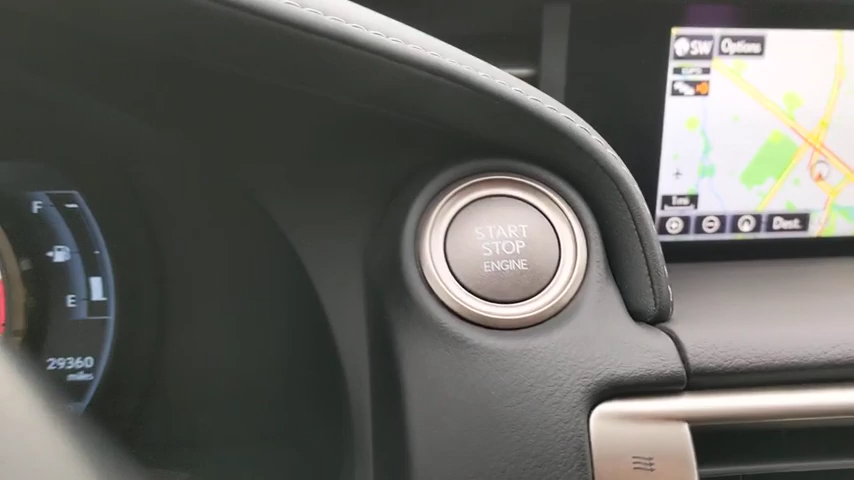 F
E
29360
miles
START
STOP
ENGINE
SW
Options
Dest.